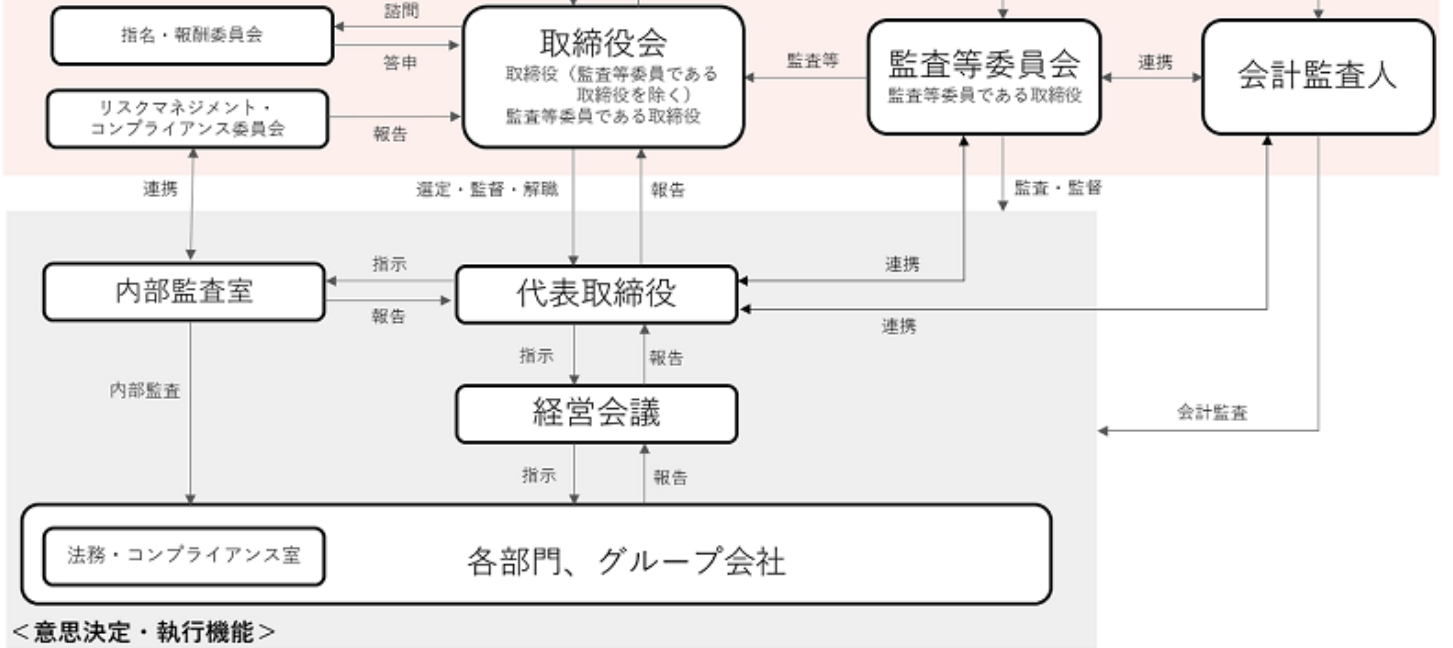 諮問
指名・報酬委員会
答申
取締役会
取締役（監査等委員である
取締役を除く）
監査等委員である取締役
監査等
監査等委員会
監査等委員である取締役
連携
会計監査人
リスクマネジメント・
コンプライアンス委員会
報告
連携
選定・監督・解職
報告
監査・監督
内部監査室
指示
報告
代表取締役
連携
連携
指示
報告
内部監査
経営会議
会計監査
指示
報告
法務・コンプライアンス室
各部門、グループ会社
＜意思決定・執行機能＞